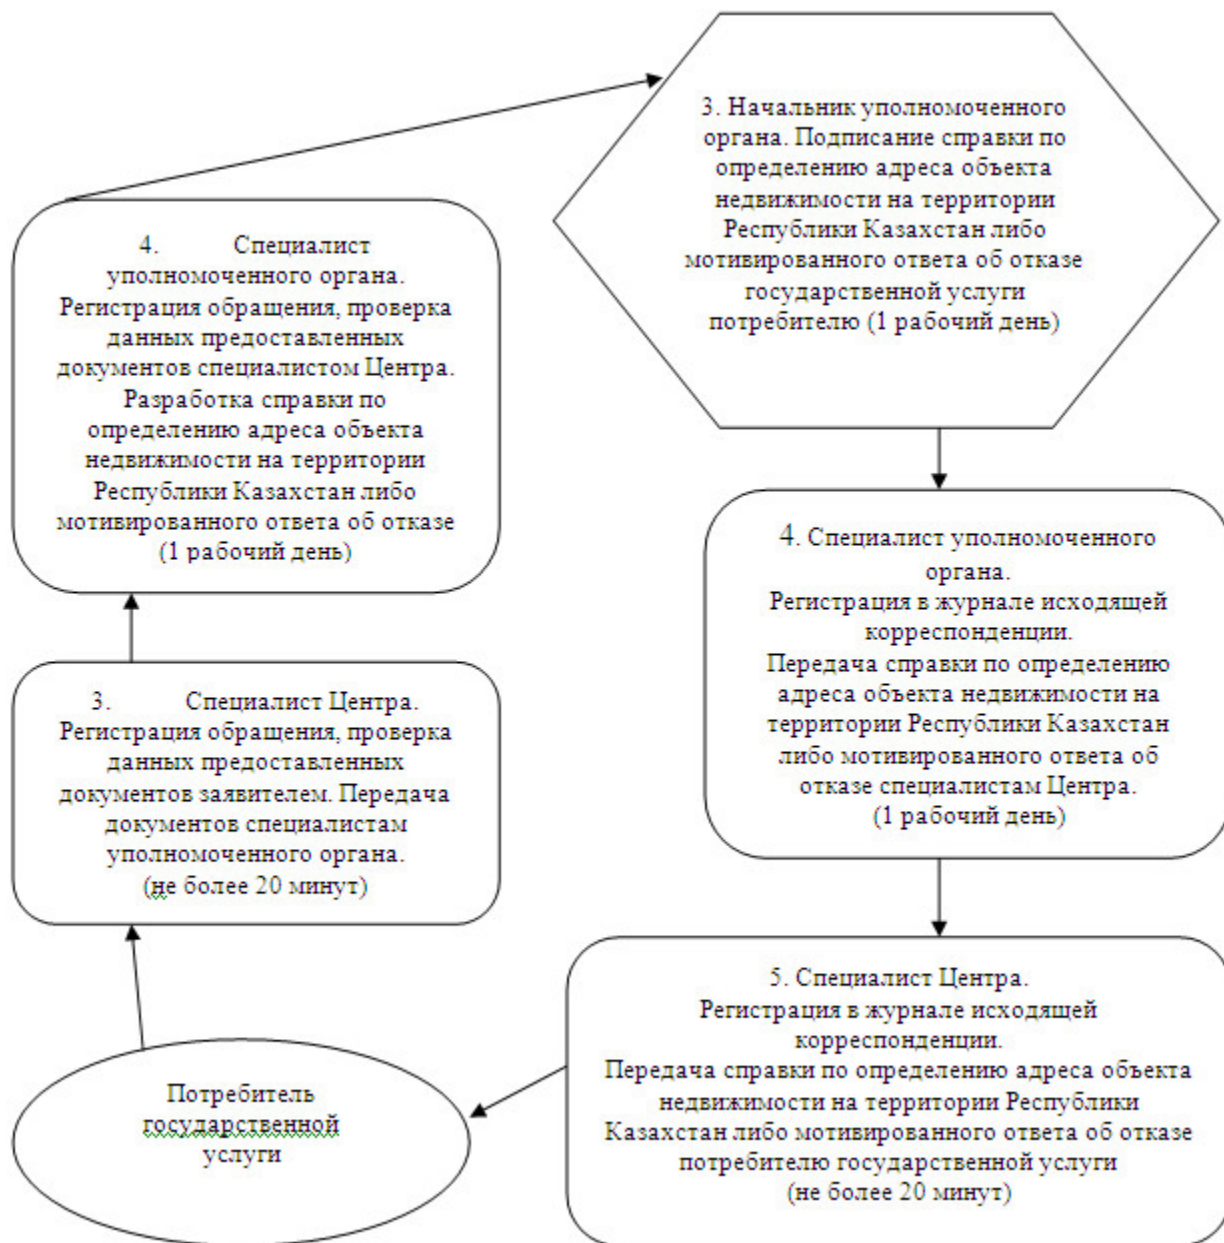 3. Начальник уполномоченного
органа. Подписание справки по
определению адреса объекта
недвижимости на территории
Республики Казахстан либо
мотивированного ответа об отказе
государственной услуги
потребителю (1 рабочий день)
4. Специалист
уполномоченного органа.
Регистрация обращения, проверка
данных предоставленных
документов специалистом Центра.
Разработка справки по
определению адреса объекта
недвижимости на территории
Республики Казахстан либо
мотивированного ответа об отказе
(1 рабочий день)
4. Специалист уполномоченного
органа.
Регистрация в журнале исходящей
корреспонденции.
Передача справки по определению
адреса объекта недвижимости на
территории Республики Казахстан
либо мотивированного ответа об
отказе специалистам Центра.
(1 рабочий день)
3. Специалист Центра.
Регистрация обращения, проверка
данных предоставленных
документов заявителем. Передача
документов специалистам
уполномоченного органа.
(не более 20 минут)
5. Специалист Центра.
Регистрация в журнале исходящей
корреспонденции.
Передача справки по определению адреса объекта
недвижимости на территории Республики
Казахстан либо мотивированного ответа об отказе
потребителю государственной услуги
(не более 20 минут)
Потребитель
государственной
услуги